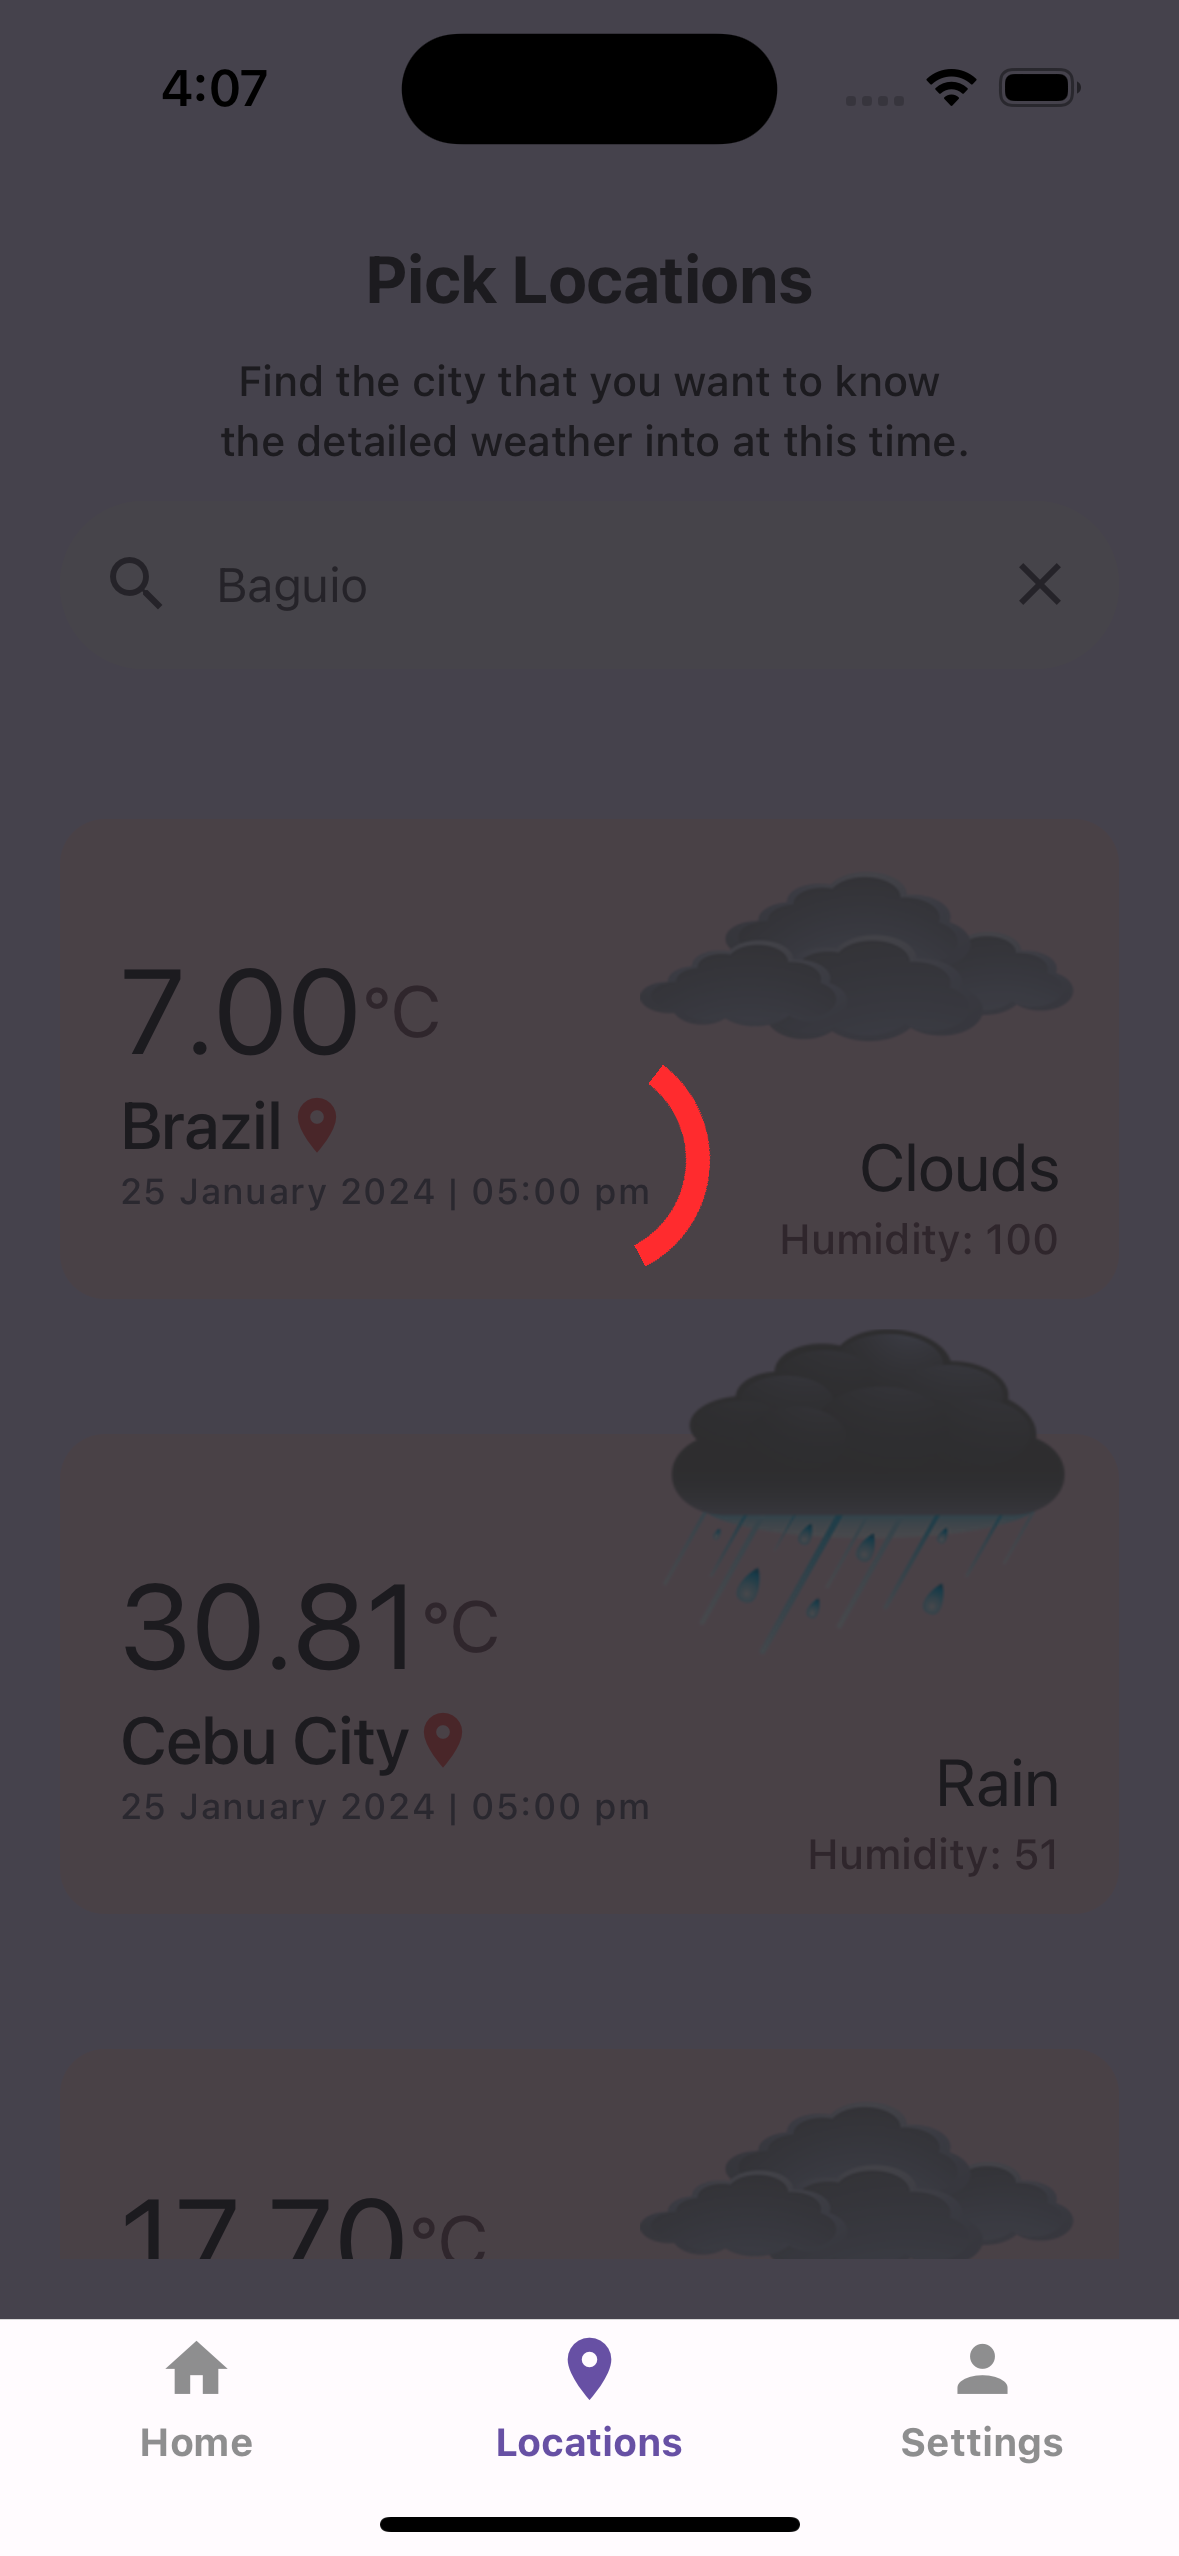 4:07
Pick Locations
Find the city that you want to know
the detailed weather into at this time.
Baguio
7.00°C
Brazil
25 January 2024 | 05:00 pm
Clouds
Humidity: 100
30.81°C
Cebu City
25 January 2024 | 05:00 pm
Rain
Humidity: 51
17.70°C
Home
Locations
Settings